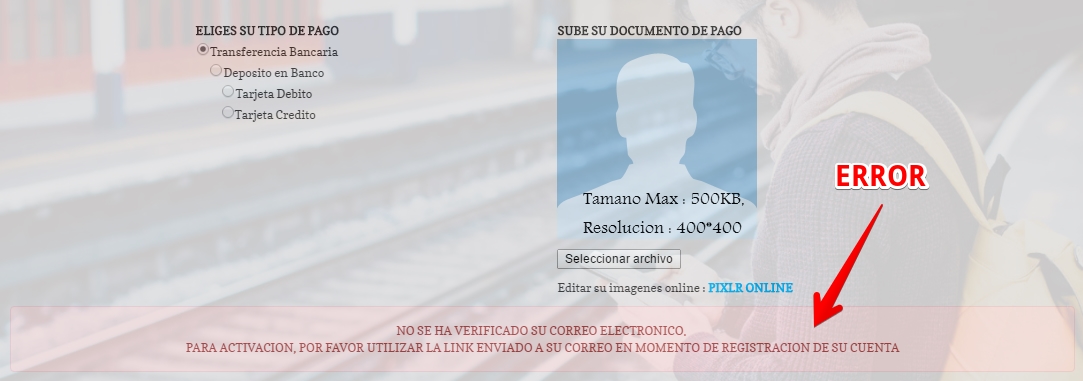 ELIGES SU TIPO DE PAGO
Transferencia Bancaria
Deposito en Banco
Tarjeta Debito
Tarjeta Credito
SUBE SU DOCUMENTO DE PAGO
Tamano Max : 500KB,
Resolucion : 400*400
Seleccionar archivo
Editar su imagenes online : PIXLR ONLINE
ERROR
NO SE HA VERIFICADO SU CORREO ELECTRONICO,
PARA ACTIVACION, POR FAVOR UTILIZAR LA LINK ENVIADO A SU CORREO EN MOMENTO DE REGISTRACION DE SU CUENTA